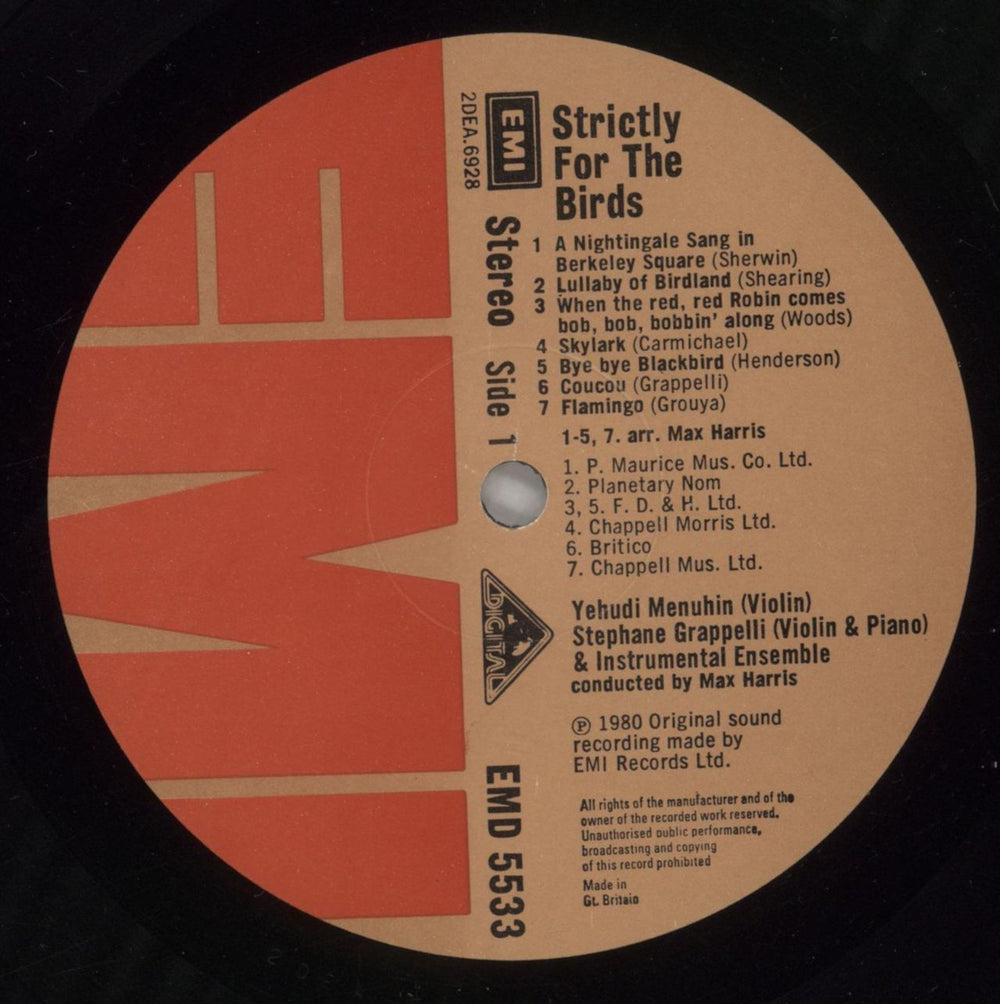 EMI
2DEA.6928
EMI
Stereo Side 1
DIGITAL
EMD 5533
Strictly
For The
Birds
1 A Nightingale Sang in
Berkeley Square (Sherwin)
2 Lullaby of Birdland (Shearing)
3 When the red, red Robin comes
bob, bob, bobbin' along (Woods)
4 Skylark (Carmichael)
5 Bye bye Blackbird (Henderson)
6 Coucou (Grappelli)
7 Flamingo (Grouya)
1-5, 7. arr. Max Harris
1. P. Maurice Mus. Co. Ltd.
2. Planetary Nom
3, 5. F. D. & H. Ltd.
4. Chappell Morris Ltd.
6. Britico
7. Chappell Mus. Ltd.
Yehudi Menuhin (Violin)
Stephane Grappelli (Violin & Piano)
& Instrumental Ensemble
conducted by Max Harris
℗ 1980 Original sound
recording made by
EMI Records Ltd.
All rights of the manufacturer and of the
owner of the recorded work reserved.
Unauthorised public performance,
broadcasting and copying
of this record prohibited
Made in
Gt. Britain